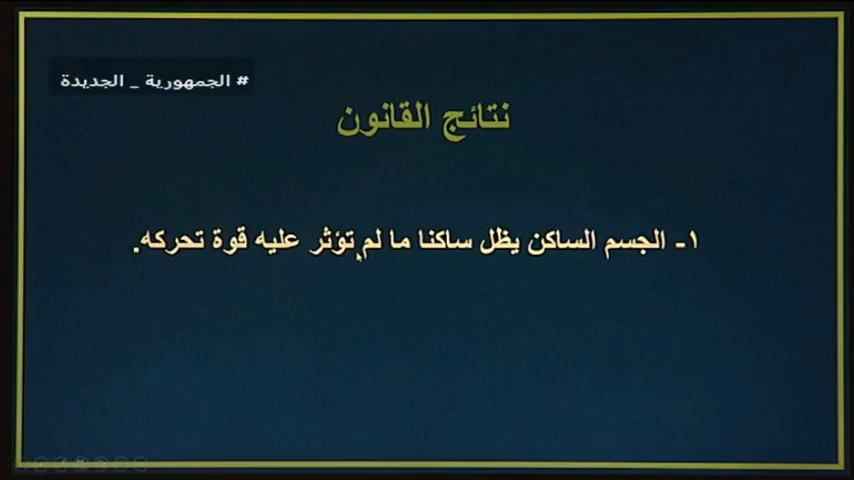 # الجمهورية _ الجديدة
نتائج القانون
١- الجسم الساكن يظل ساكنا ما لم تؤثر عليه قوة تحركه.